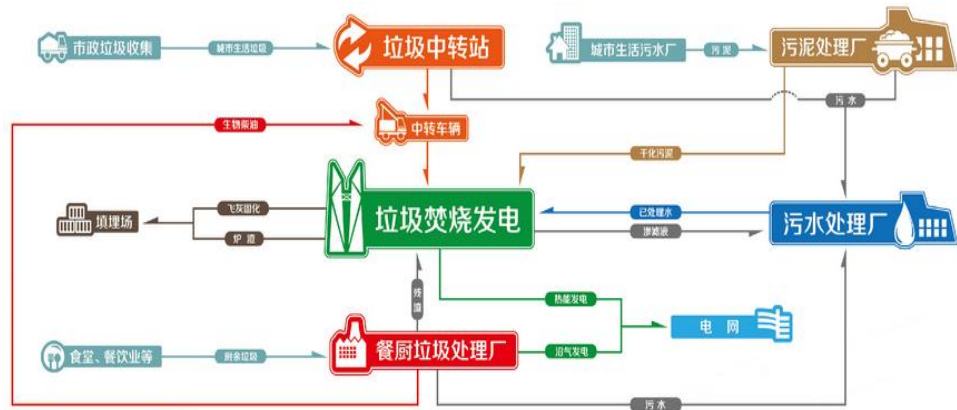 市政垃圾收集
城市生活垃圾
垃圾中转站
城市生活污水厂
污泥
污泥处理厂
污水
生物柴油
中转车辆
干化污泥
填埋场
飞灰固化
炉渣
垃圾焚烧发电
已处理水
渗滤液
污水处理厂
残渣
热能发电
电网
食堂、餐饮业等
厨余垃圾
餐厨垃圾处理厂
沼气发电
污水